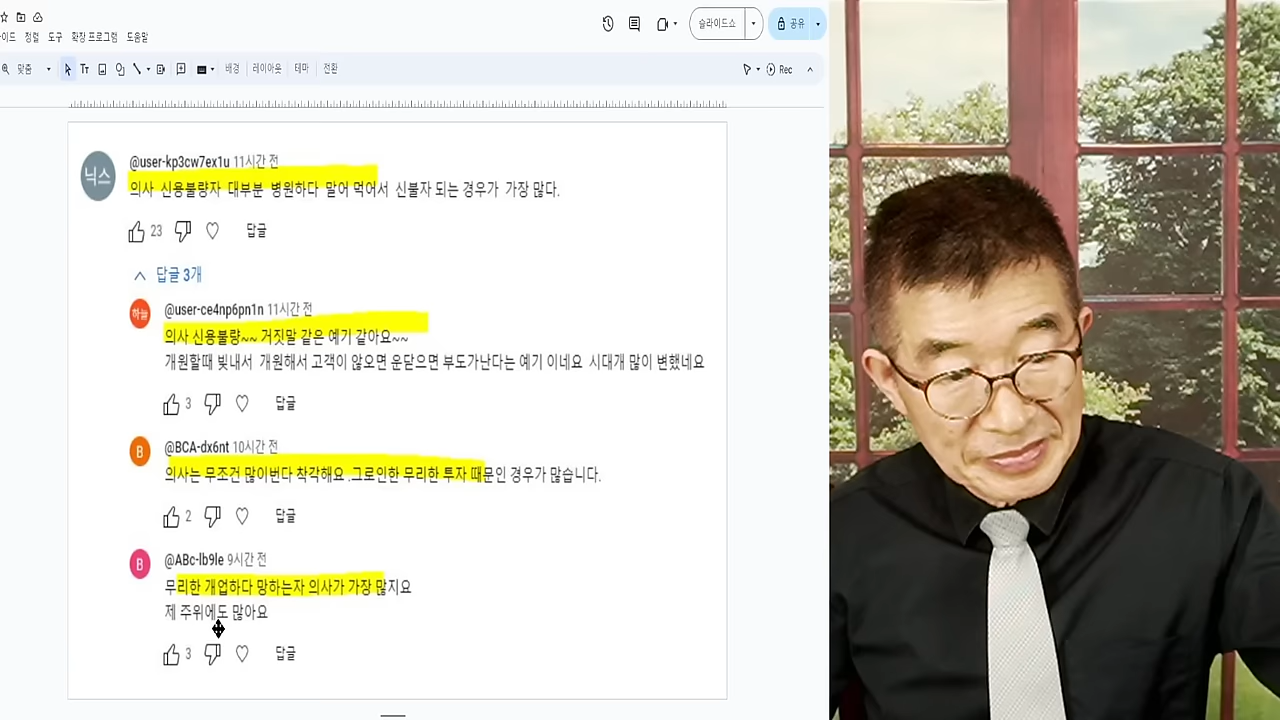 이드 정렬 도구 확장 프로그램 도움말
슬라이드쇼
공유
맞춤
Tr
배경 레이아웃 테마 전환
Rec
닉스
@user-kp3cw7ex1u 11시간 전
의사 신용불량자 대부분 병원하다 말어 먹어서 신불자 되는 경우가 가장 많다.
23 답글
답글 3개
하늘
@user-ce4np6pn1n 11시간 전
의사 신용불량~~ 거짓말 같은 예기 같아요~~
개원할때 빚내서 개원해서 고객이 않오면 운닫으면 부도가난다는 예기 이네요 시대개 많이 변했네요
3 답글
B
@BCA-dx6nt 10시간 전
의사는 무조건 많이번다 착각해요 .그로인한 무리한 투자 때문인 경우가 많습니다.
2 답글
B
@ABc-lb9le 9시간 전
무리한 개업하다 망하는자 의사가 가장 많지요
제 주위에도 많아요
3 답글